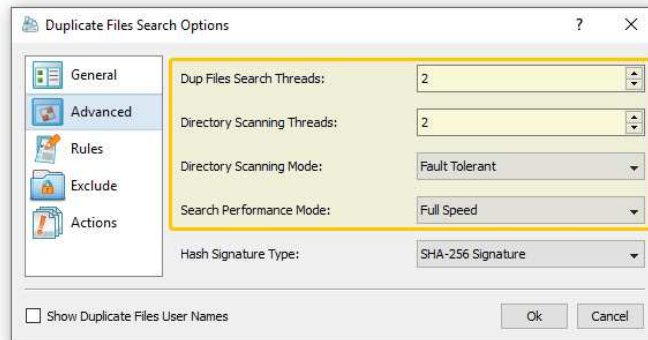 Duplicate Files Search Options
? ×
General
Advanced
Rules
Exclude
Actions
Dup Files Search Threads: 2
Directory Scanning Threads: 2
Directory Scanning Mode: Fault Tolerant
Search Performance Mode: Full Speed
Hash Signature Type: SHA-256 Signature
Show Duplicate Files User Names
Ok Cancel